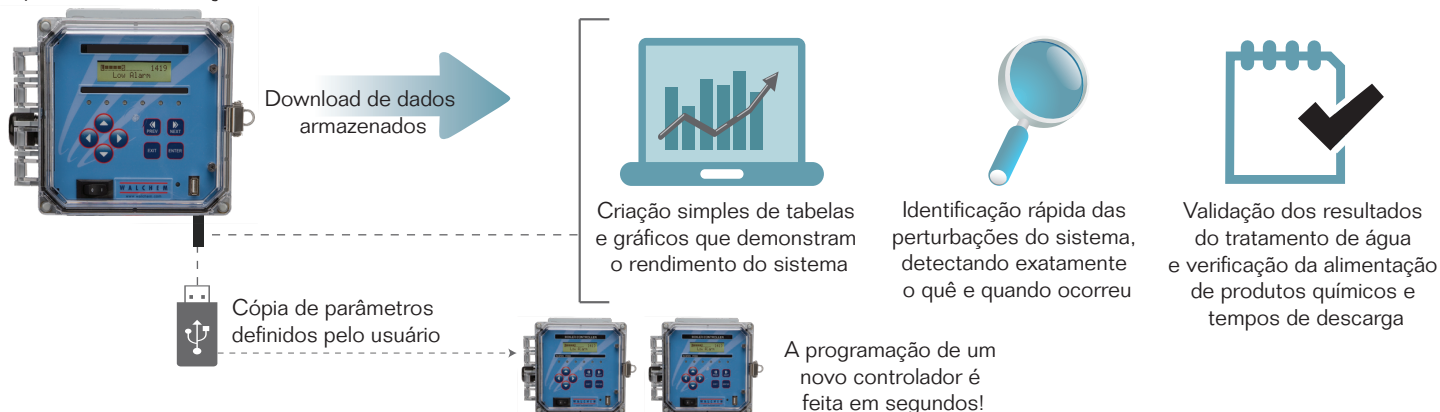 1419
Low Alarm
PREV
NEXT
EXIT
ENTER
WALCHEM
Download de dados
armazenados
Criação simples de tabelas
e gráficos que demonstram
o rendimento do sistema
Identificação rápida das
perturbações do sistema,
detectando exatamente
o quê e quando ocorreu
Validação dos resultados
do tratamento de água
e verificação da alimentação
de produtos químicos e
tempos de descarga
Cópia de parâmetros
definidos pelo usuário
A programação de um
novo controlador é
feita em segundos!